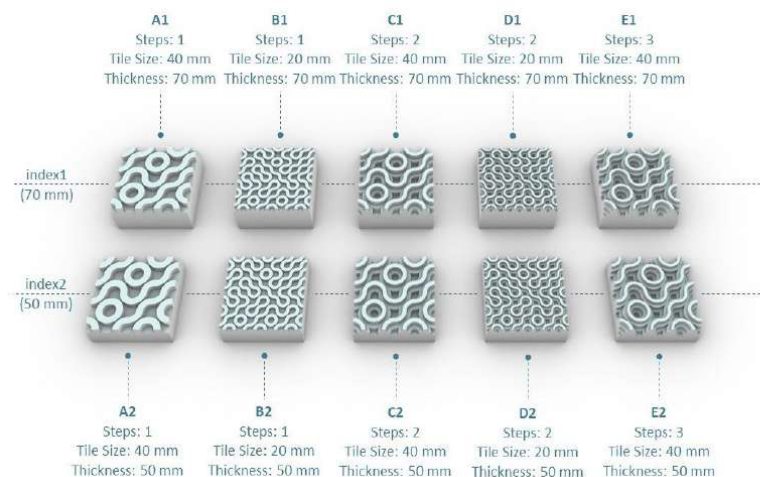 A1 B1 C1 D1 E1
Steps: 1 Steps: 1 Steps: 2 Steps: 2 Steps: 3
Tile Size: 40 mm Tile Size: 20 mm Tile Size: 40 mm Tile Size: 20 mm Tile Size: 40 mm
Thickness: 70 mm Thickness: 70 mm Thickness: 70 mm Thickness: 70 mm Thickness: 70 mm
index1
(70 mm)
index2
(50 mm)
A2 B2 C2 D2 E2
Steps: 1 Steps: 1 Steps: 2 Steps: 2 Steps: 3
Tile Size: 40 mm Tile Size: 20 mm Tile Size: 40 mm Tile Size: 20 mm Tile Size: 40 mm
Thickness: 50 mm Thickness: 50 mm Thickness: 50 mm Thickness: 50 mm Thickness: 50 mm